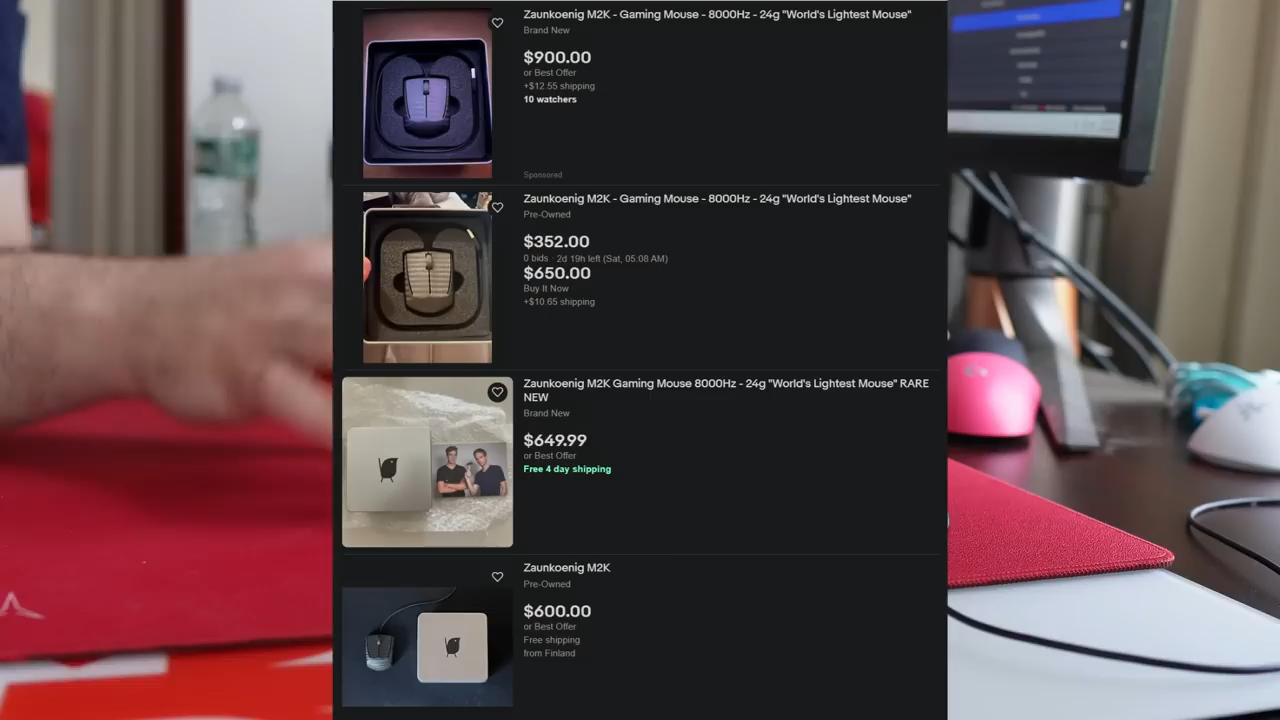 Zaunkoenig M2K - Gaming Mouse - 8000Hz - 24g "World's Lightest Mouse"
Brand New
$900.00
or Best Offer
+$12.55 shipping
10 watchers
Sponsored
Zaunkoenig M2K - Gaming Mouse - 8000Hz - 24g "World's Lightest Mouse"
Pre-Owned
$352.00
0 bids · 2d 19h left (Sat, 05:08 AM)
$650.00
Buy It Now
+$10.65 shipping
Zaunkoenig M2K Gaming Mouse 8000Hz - 24g "World's Lightest Mouse" RARE
NEW
Brand New
$649.99
or Best Offer
Free 4 day shipping
Zaunkoenig M2K
Pre-Owned
$600.00
or Best Offer
Free shipping
from Finland